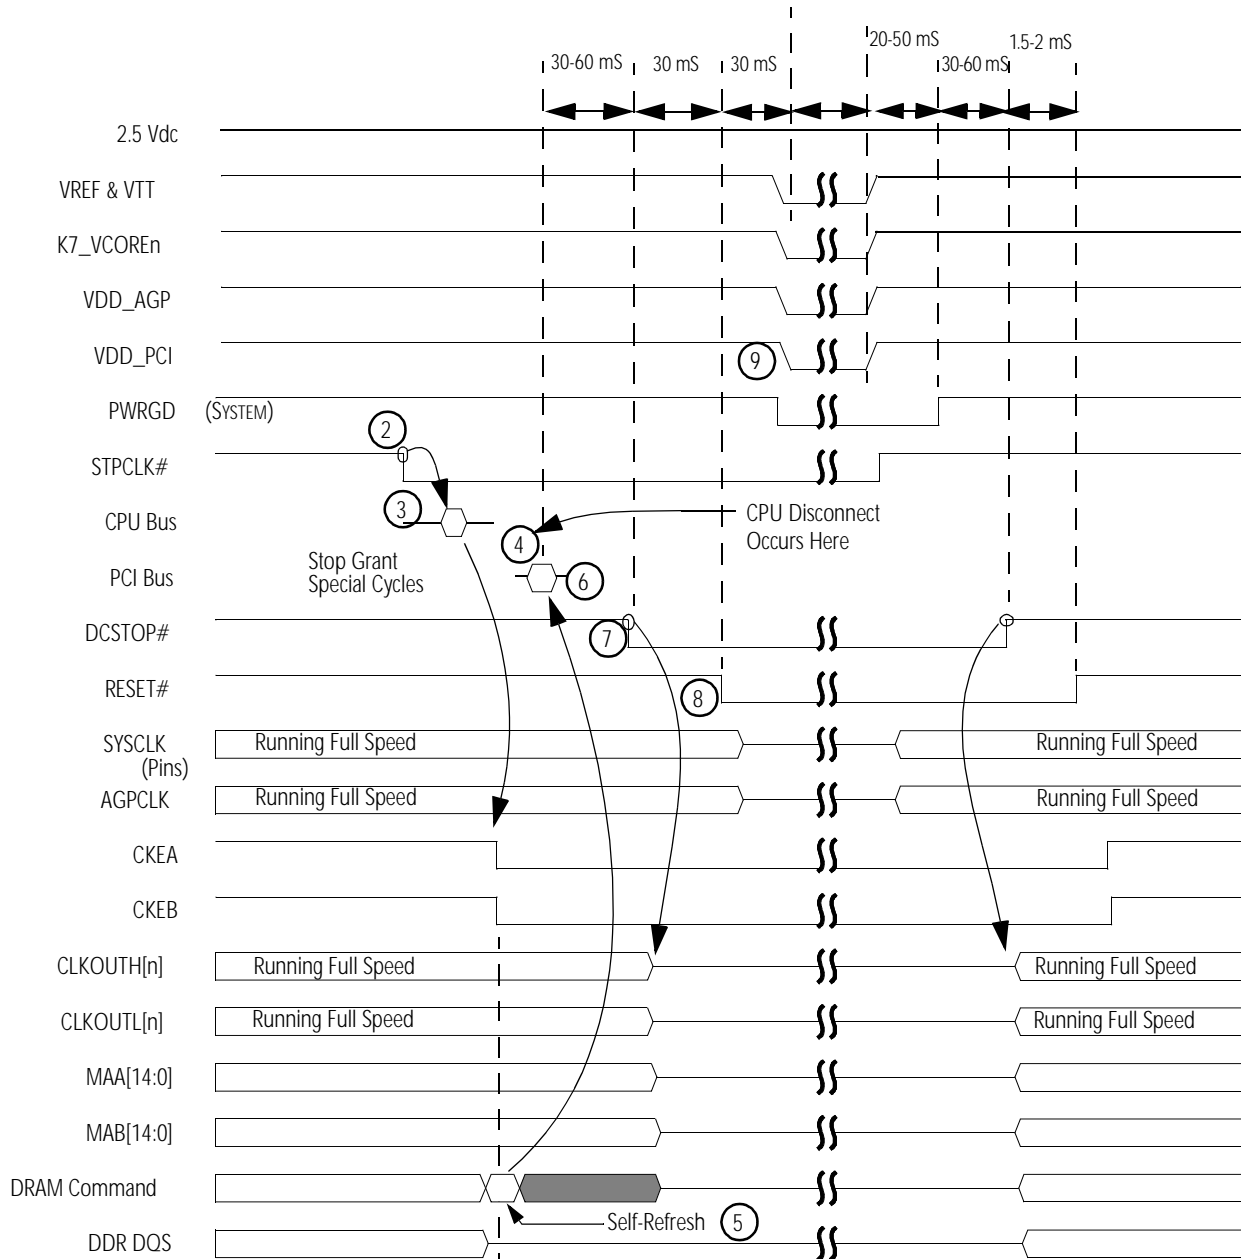 20-50 mS
1.5-2 mS
30-60 mS
30 mS
30 mS
30-60 mS
2.5 Vdc
VREF & VTT
K7_VCOREn
VDD_AGP
VDD_PCI
9
PWRGD (SYSTEM)
2
STPCLK#
CPU Bus
3
4
CPU Disconnect
Occurs Here
Stop Grant
Special Cycles
PCI Bus
6
DCSTOP#
7
RESET#
8
SYSCLK
(Pins)
Running Full Speed
Running Full Speed
AGPCLK
Running Full Speed
Running Full Speed
CKEA
CKEB
CLKOUTH[n]
Running Full Speed
Running Full Speed
CLKOUTL[n]
Running Full Speed
Running Full Speed
MAA[14:0]
MAB[14:0]
DRAM Command
Self-Refresh
5
DDR DQS